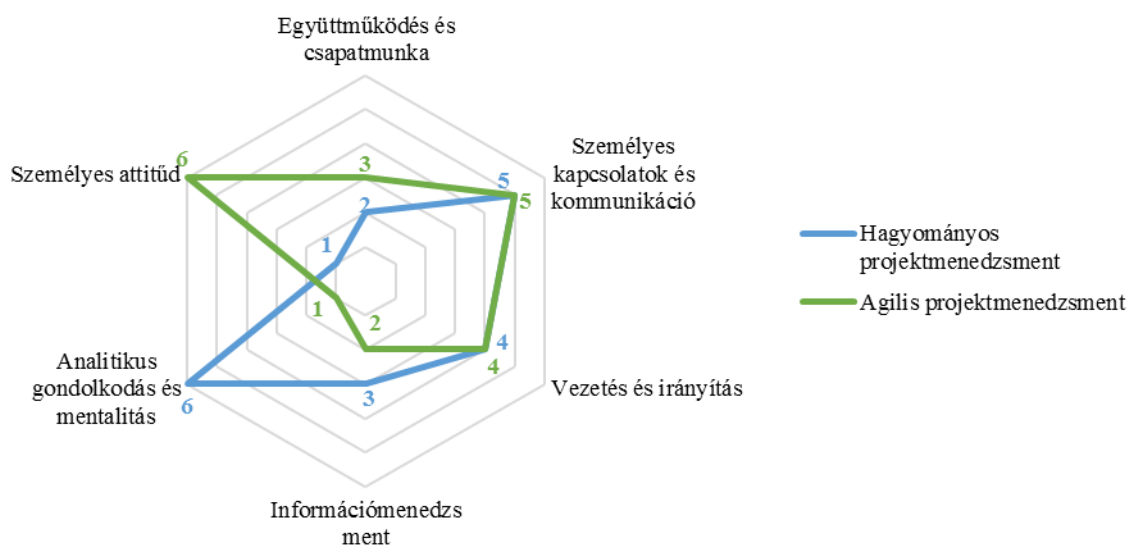 Együttműködés és
csapatmunka
Személyes
kapcsolatok és
kommunikáció
Vezetés és irányítás
Információmenedzs
ment
Analitikus
gondolkodás és
mentalitás
Személyes attitűd
6
3
5
5
2
1
1
2
4
4
3
6
Hagyományos
projektmenedzsment
Agilis projektmenedzsment